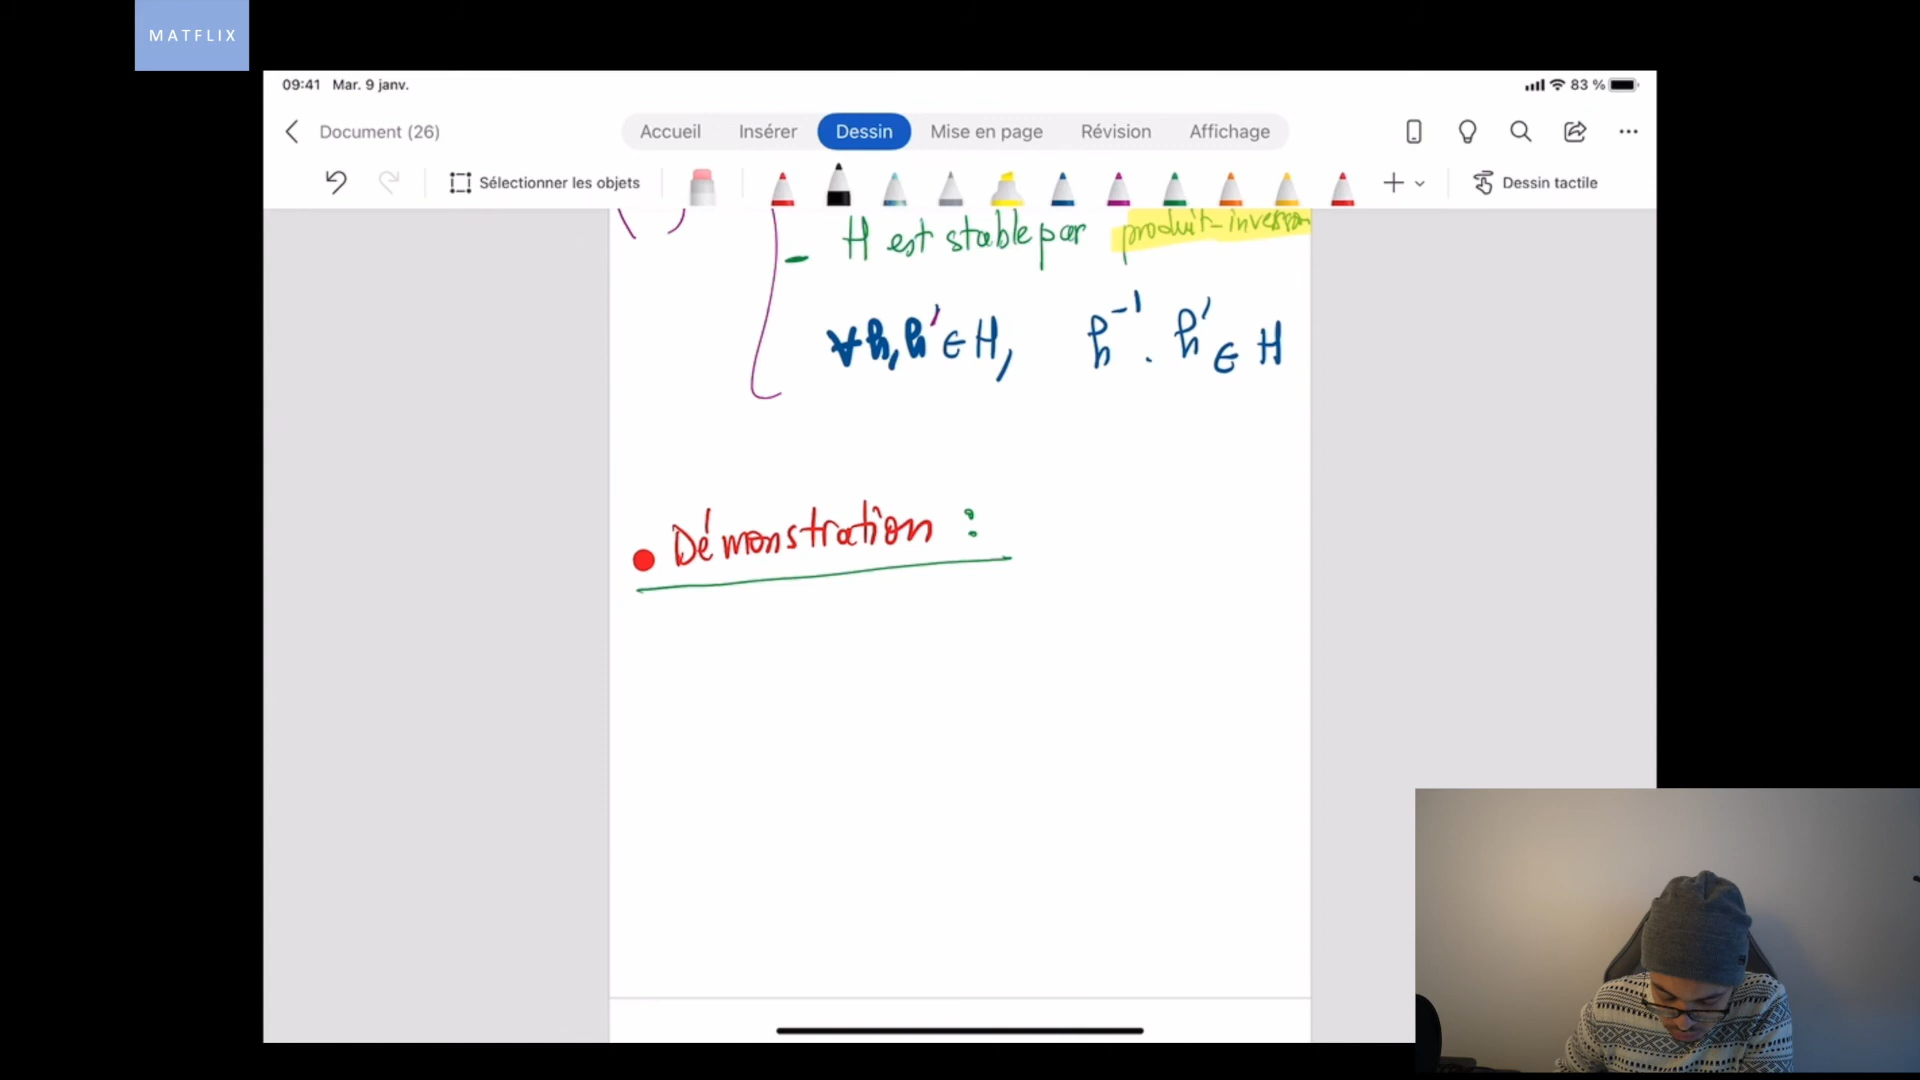 MATFLIX
09:41 Mar. 9 janv.
83 %
Document (26)
Accueil Insérer Dessin Mise en page Révision Affichage
Sélectionner les objets
Dessin tactile
( )
- H est stable par produit-inversion
∀h,h' ∈ H, h⁻¹ . h' ∈ H
• Démonstration :